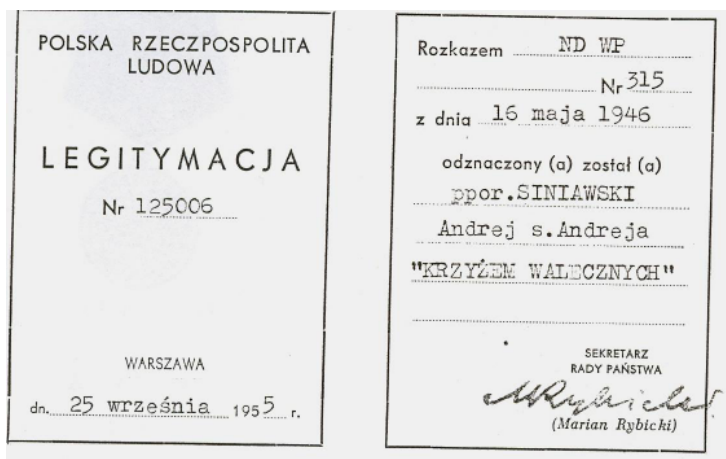 POLSKA RZECZPOSPOLITA
LUDOWA
LEGITYMACJA
Nr 125006
WARSZAWA
dn. 25 września 1955 r.
Rozkazem ND WP
Nr 315
z dnia 16 maja 1946
odznaczony (a) został (a)
ppor.SINIAWSKI
Andrej s.Andreja
"KRZYŻEM WALECZNYCH"
SEKRETARZ
RADY PAŃSTWA
MRybicki
(Marian Rybicki)